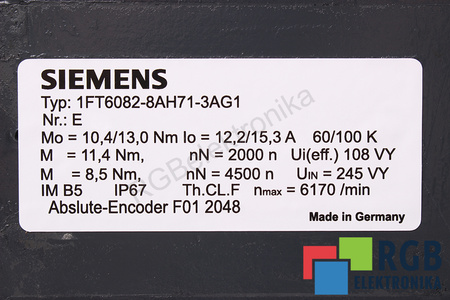 SIEMENS
Typ: 1FT6082-8AH71-3AG1
Nr.: E
Mo = 10,4/13,0 Nm Io = 12,2/15,3 A 60/100 K
M = 11,4 Nm, nN = 2000 n Ui(eff.) 108 VY
M = 8,5 Nm, nN = 4500 n UIN = 245 VY
IM B5 IP67 Th.CL.F nmax = 6170 /min
Abslute-Encoder F01 2048
Made in Germany
RGBelektronika
RGB
ELEKTRONIKA